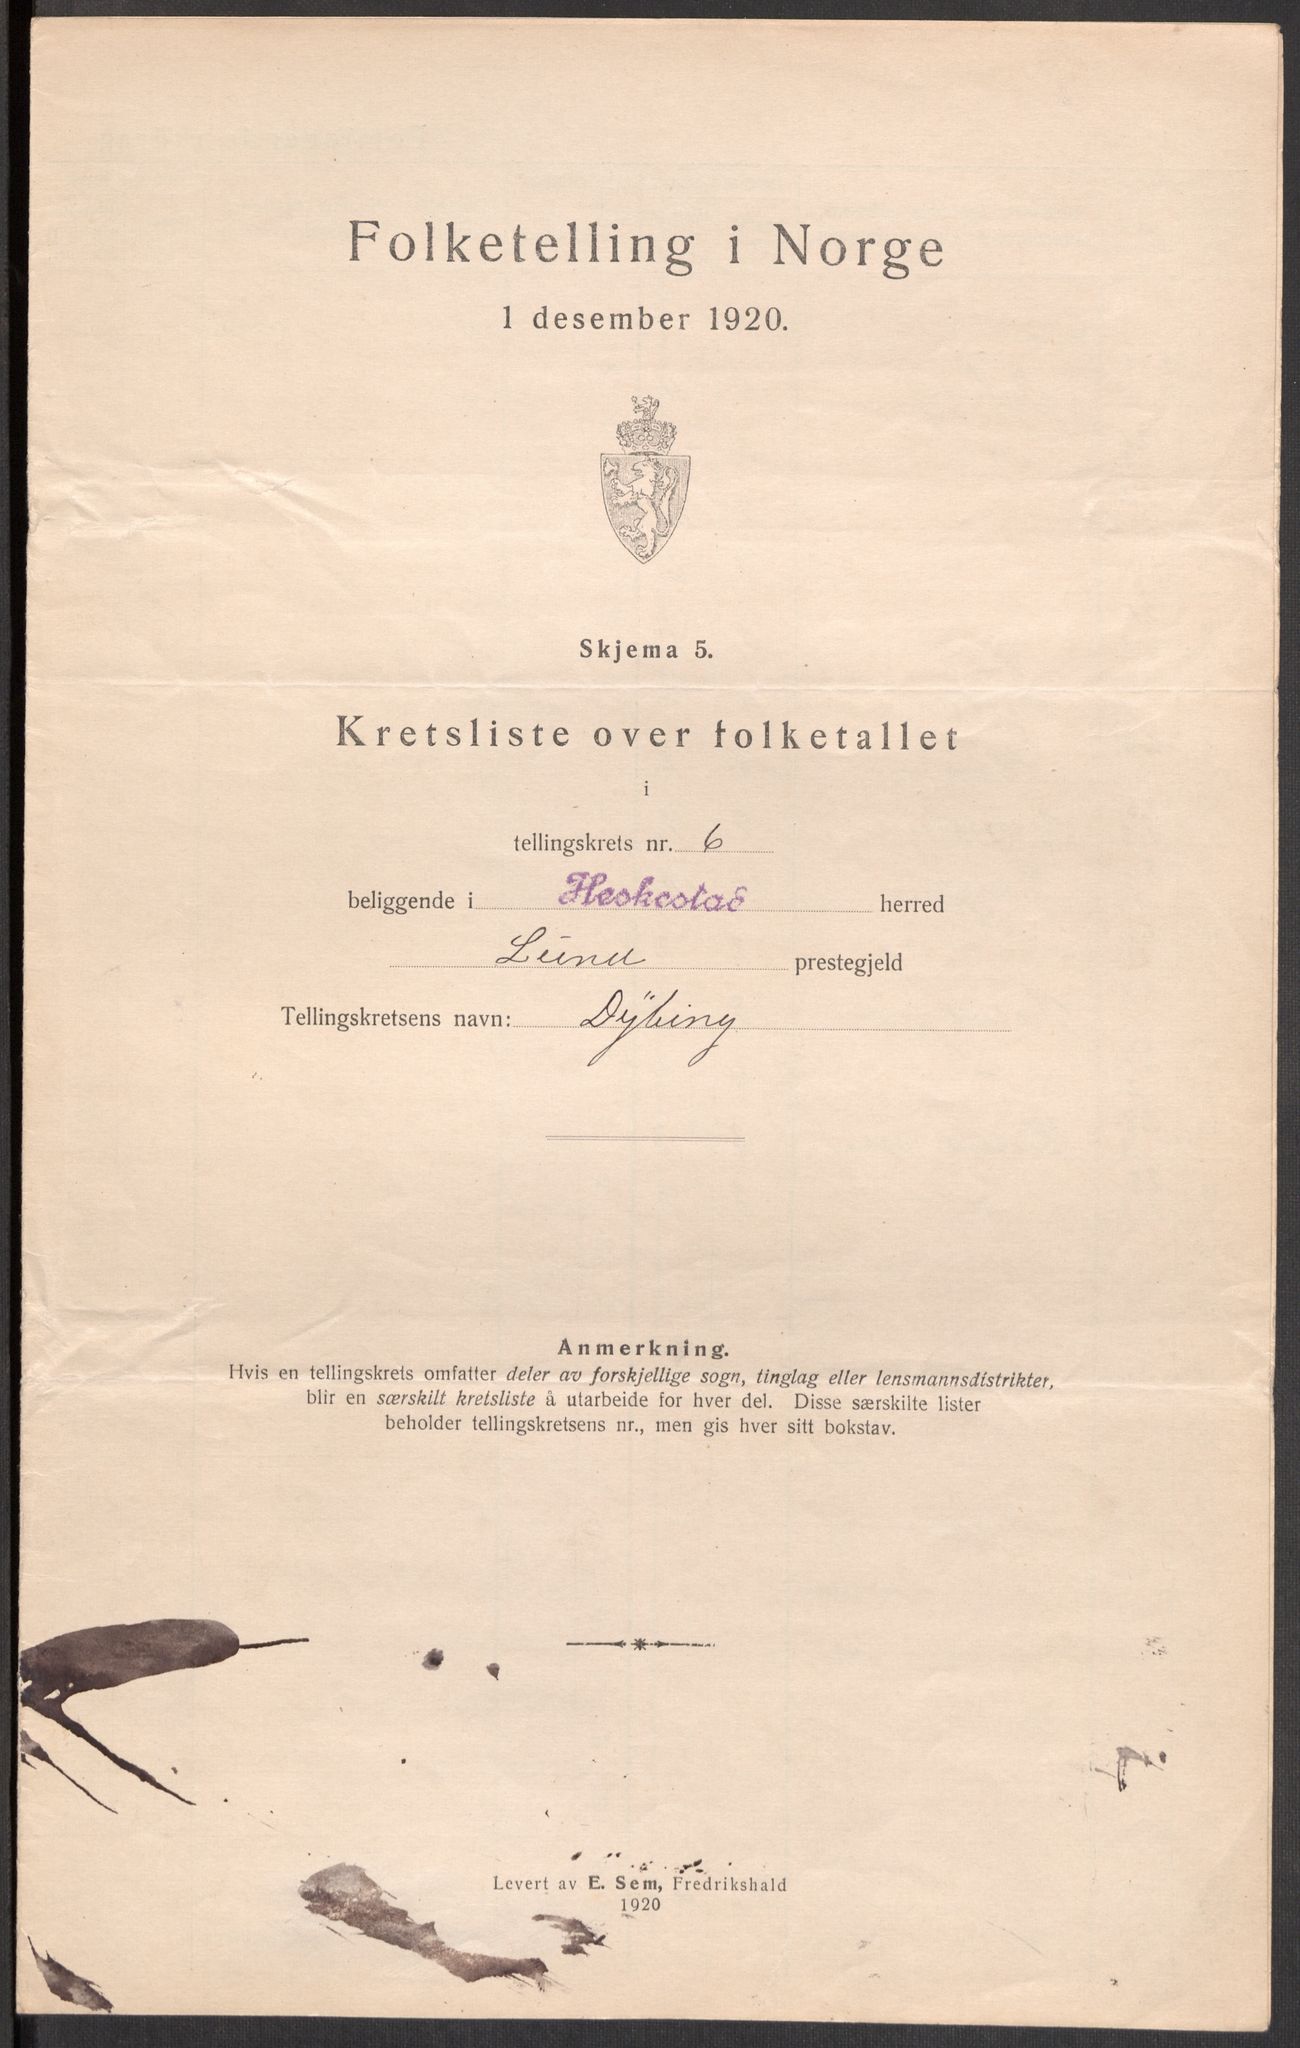 Folketelling i Norge
1 desember 1920.
Skjema 5.
Kretsliste over folketallet
i
tellingskrets nr. 6
beliggende i Heskestad herred
Lund prestegjeld
Tellingskretsens navn: Dÿbing
Anmerkning.
Hvis en tellingskrets omfatter deler av forskjellige sogn, tinglag eller lensmannsdistrikter,
blir en særskilt kretsliste å utarbeide for hver del. Disse særskilte lister
beholder tellingskretsens nr., men gis hver sitt bokstav.
Levert av E. Sem, Fredrikshald
1920